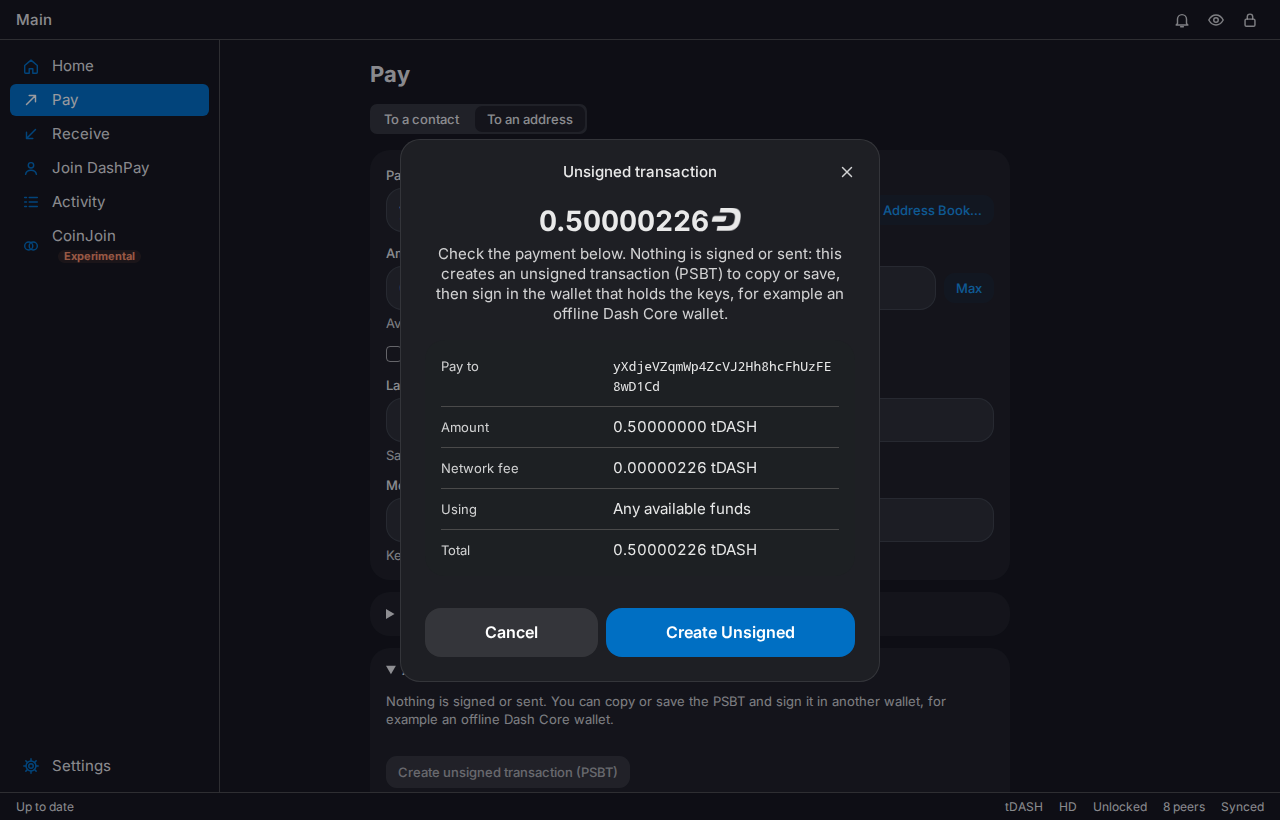 Main
Home
Pay
Receive
Join DashPay
Activity
CoinJoin
Experimental
Settings
Pay
To a contact
To an address
Address Book...
Max
Unsigned transaction
0.50000226
Check the payment below. Nothing is signed or sent: this
creates an unsigned transaction (PSBT) to copy or save,
then sign in the wallet that holds the keys, for example an
offline Dash Core wallet.
Pay to
yXdjeVZqmWp4ZcVJ2Hh8hcFhUzFE
8wD1Cd
Amount
0.50000000 tDASH
Network fee
0.00000226 tDASH
Using
Any available funds
Total
0.50000226 tDASH
Cancel
Create Unsigned
Nothing is signed or sent. You can copy or save the PSBT and sign it in another wallet, for
example an offline Dash Core wallet.
Create unsigned transaction (PSBT)
Up to date
tDASH
HD
Unlocked
8 peers
Synced